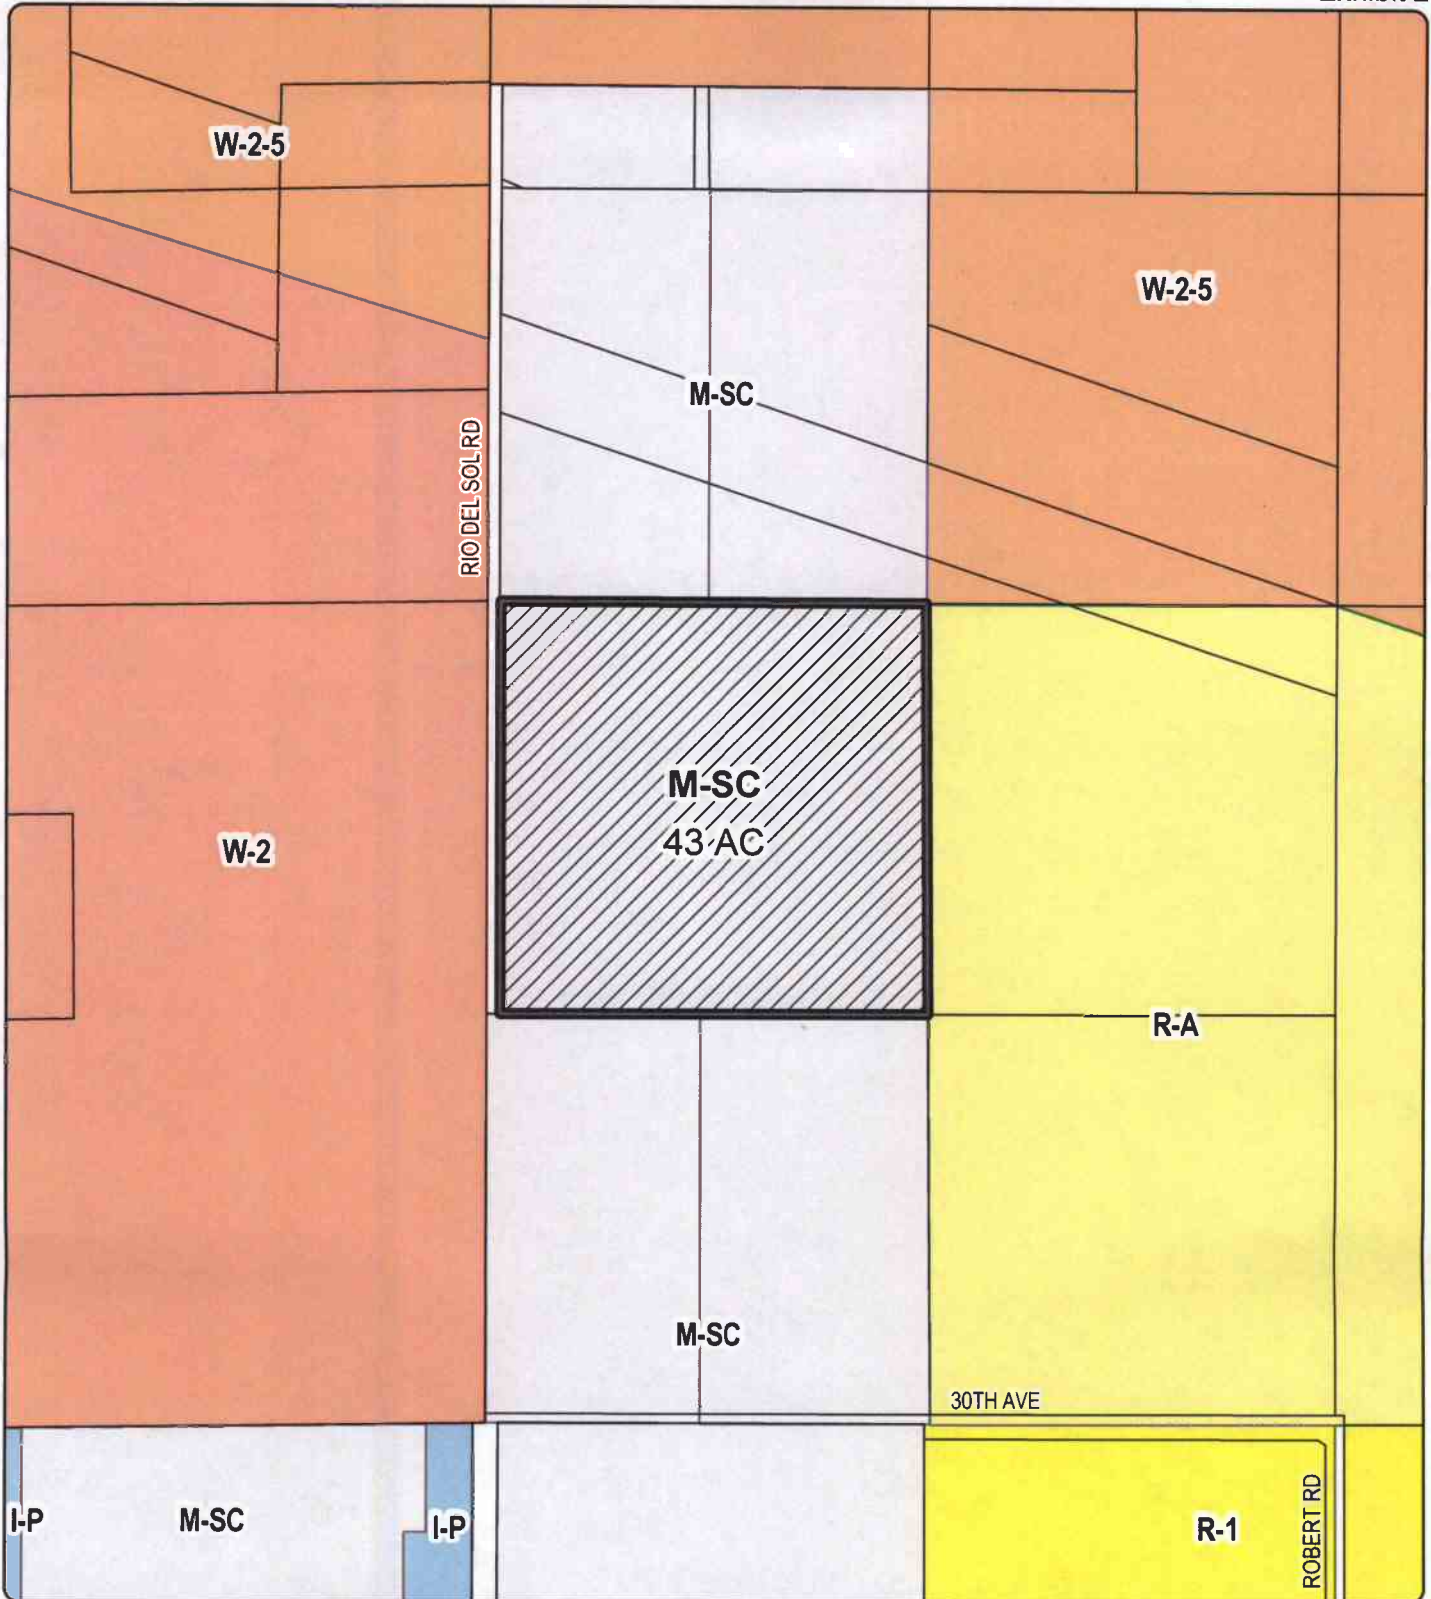 W-2-5
W-2-5
M-SC
RIO DEL SOL RD
M-SC
43 AC
W-2
R-A
M-SC
30TH AVE
I-P
M-SC
I-P
R-1
ROBERT RD